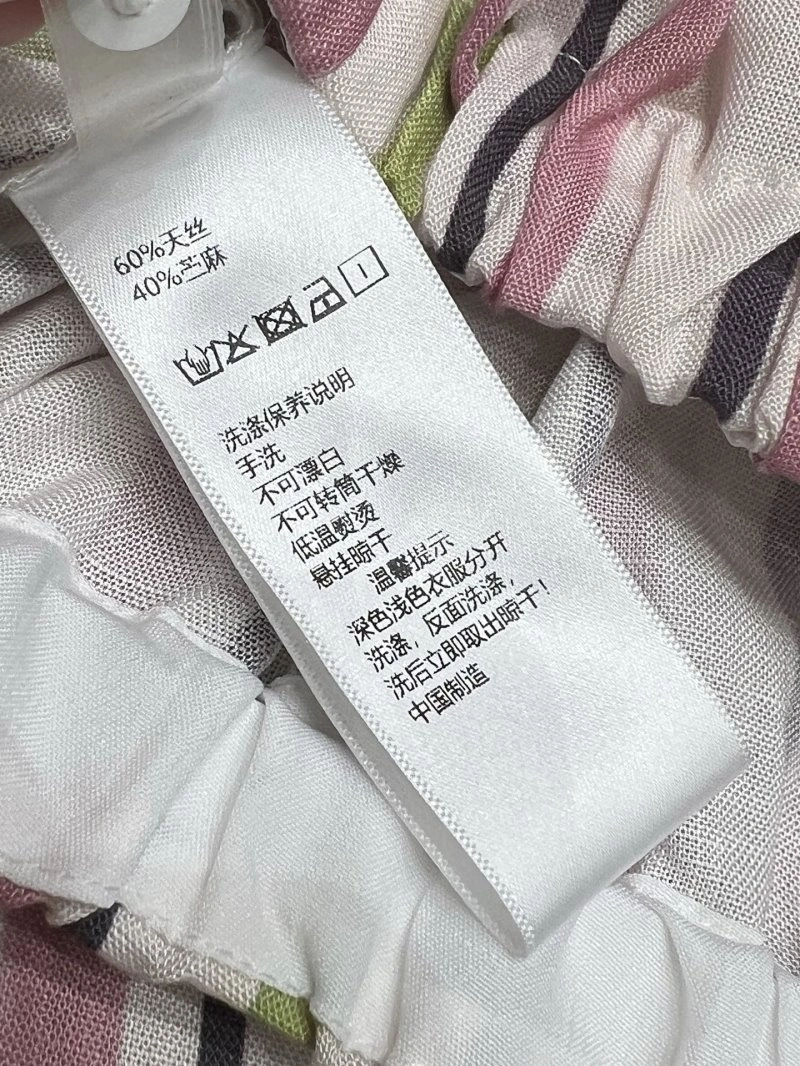 60%天丝
40%苎麻
洗涤保养说明
手洗
不可漂白
不可转筒干燥
低温熨烫
悬挂晾干
温馨提示
深色浅色衣服分开
洗涤，反面洗涤，
洗后立即取出晾干！
中国制造